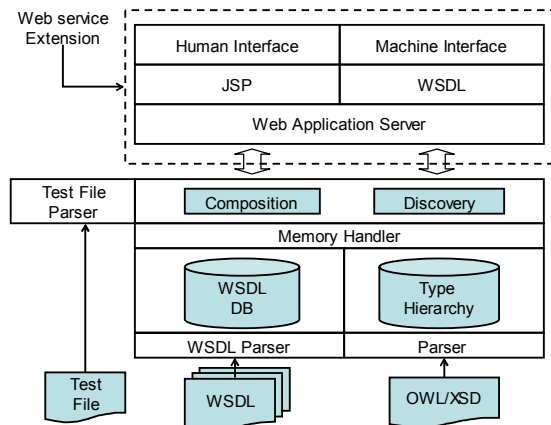 Web service
Extension
Human Interface
Machine Interface
JSP
WSDL
Web Application Server
Test File
Parser
Composition
Discovery
Memory Handler
WSDL
DB
Type
Hierarchy
WSDL Parser
Parser
Test
File
WSDL
OWL/XSD